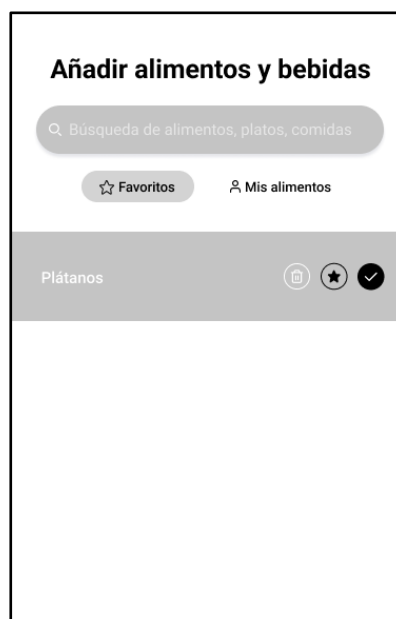 Añadir alimentos y bebidas
Búsqueda de alimentos, platos, comidas
Favoritos Mis alimentos
Plátanos